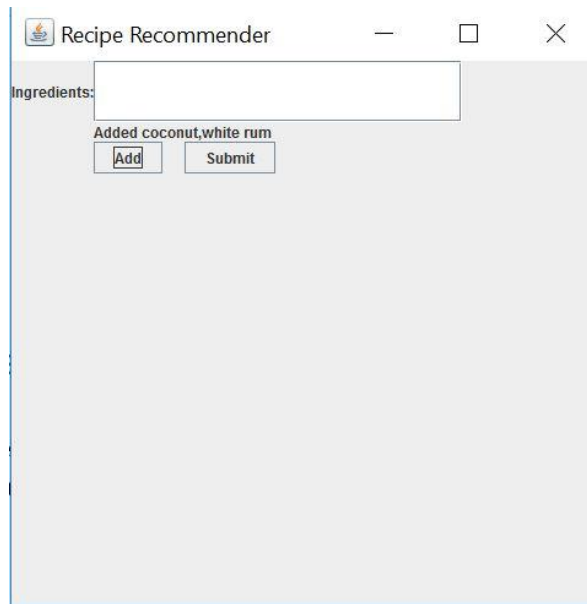 Recipe Recommender
Ingredients:
Added coconut,white rum
Add Submit